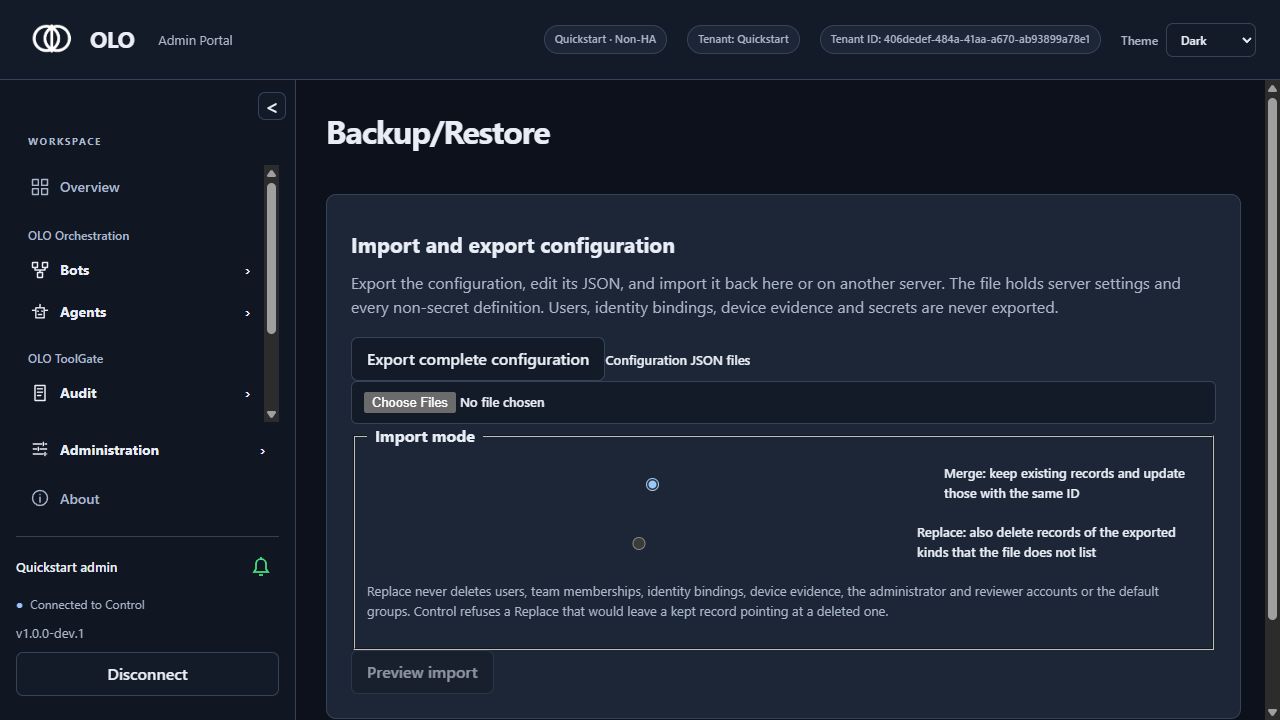 OLO
Admin Portal
Quickstart · Non-HA
Tenant: Quickstart
Tenant ID: 406dedef-484a-41aa-a670-ab93899a78e1
Theme
Dark
<
WORKSPACE
Overview
OLO Orchestration
Bots
Agents
OLO ToolGate
Audit
Administration
About
Quickstart admin
Connected to Control
v1.0.0-dev.1
Disconnect
Backup/Restore
Import and export configuration
Export the configuration, edit its JSON, and import it back here or on another server. The file holds server settings and
every non-secret definition. Users, identity bindings, device evidence and secrets are never exported.
Export complete configuration
Configuration JSON files
Choose Files No file chosen
Import mode
Merge: keep existing records and update
those with the same ID
Replace: also delete records of the exported
kinds that the file does not list
Replace never deletes users, team memberships, identity bindings, device evidence, the administrator and reviewer accounts or the default
groups. Control refuses a Replace that would leave a kept record pointing at a deleted one.
Preview import